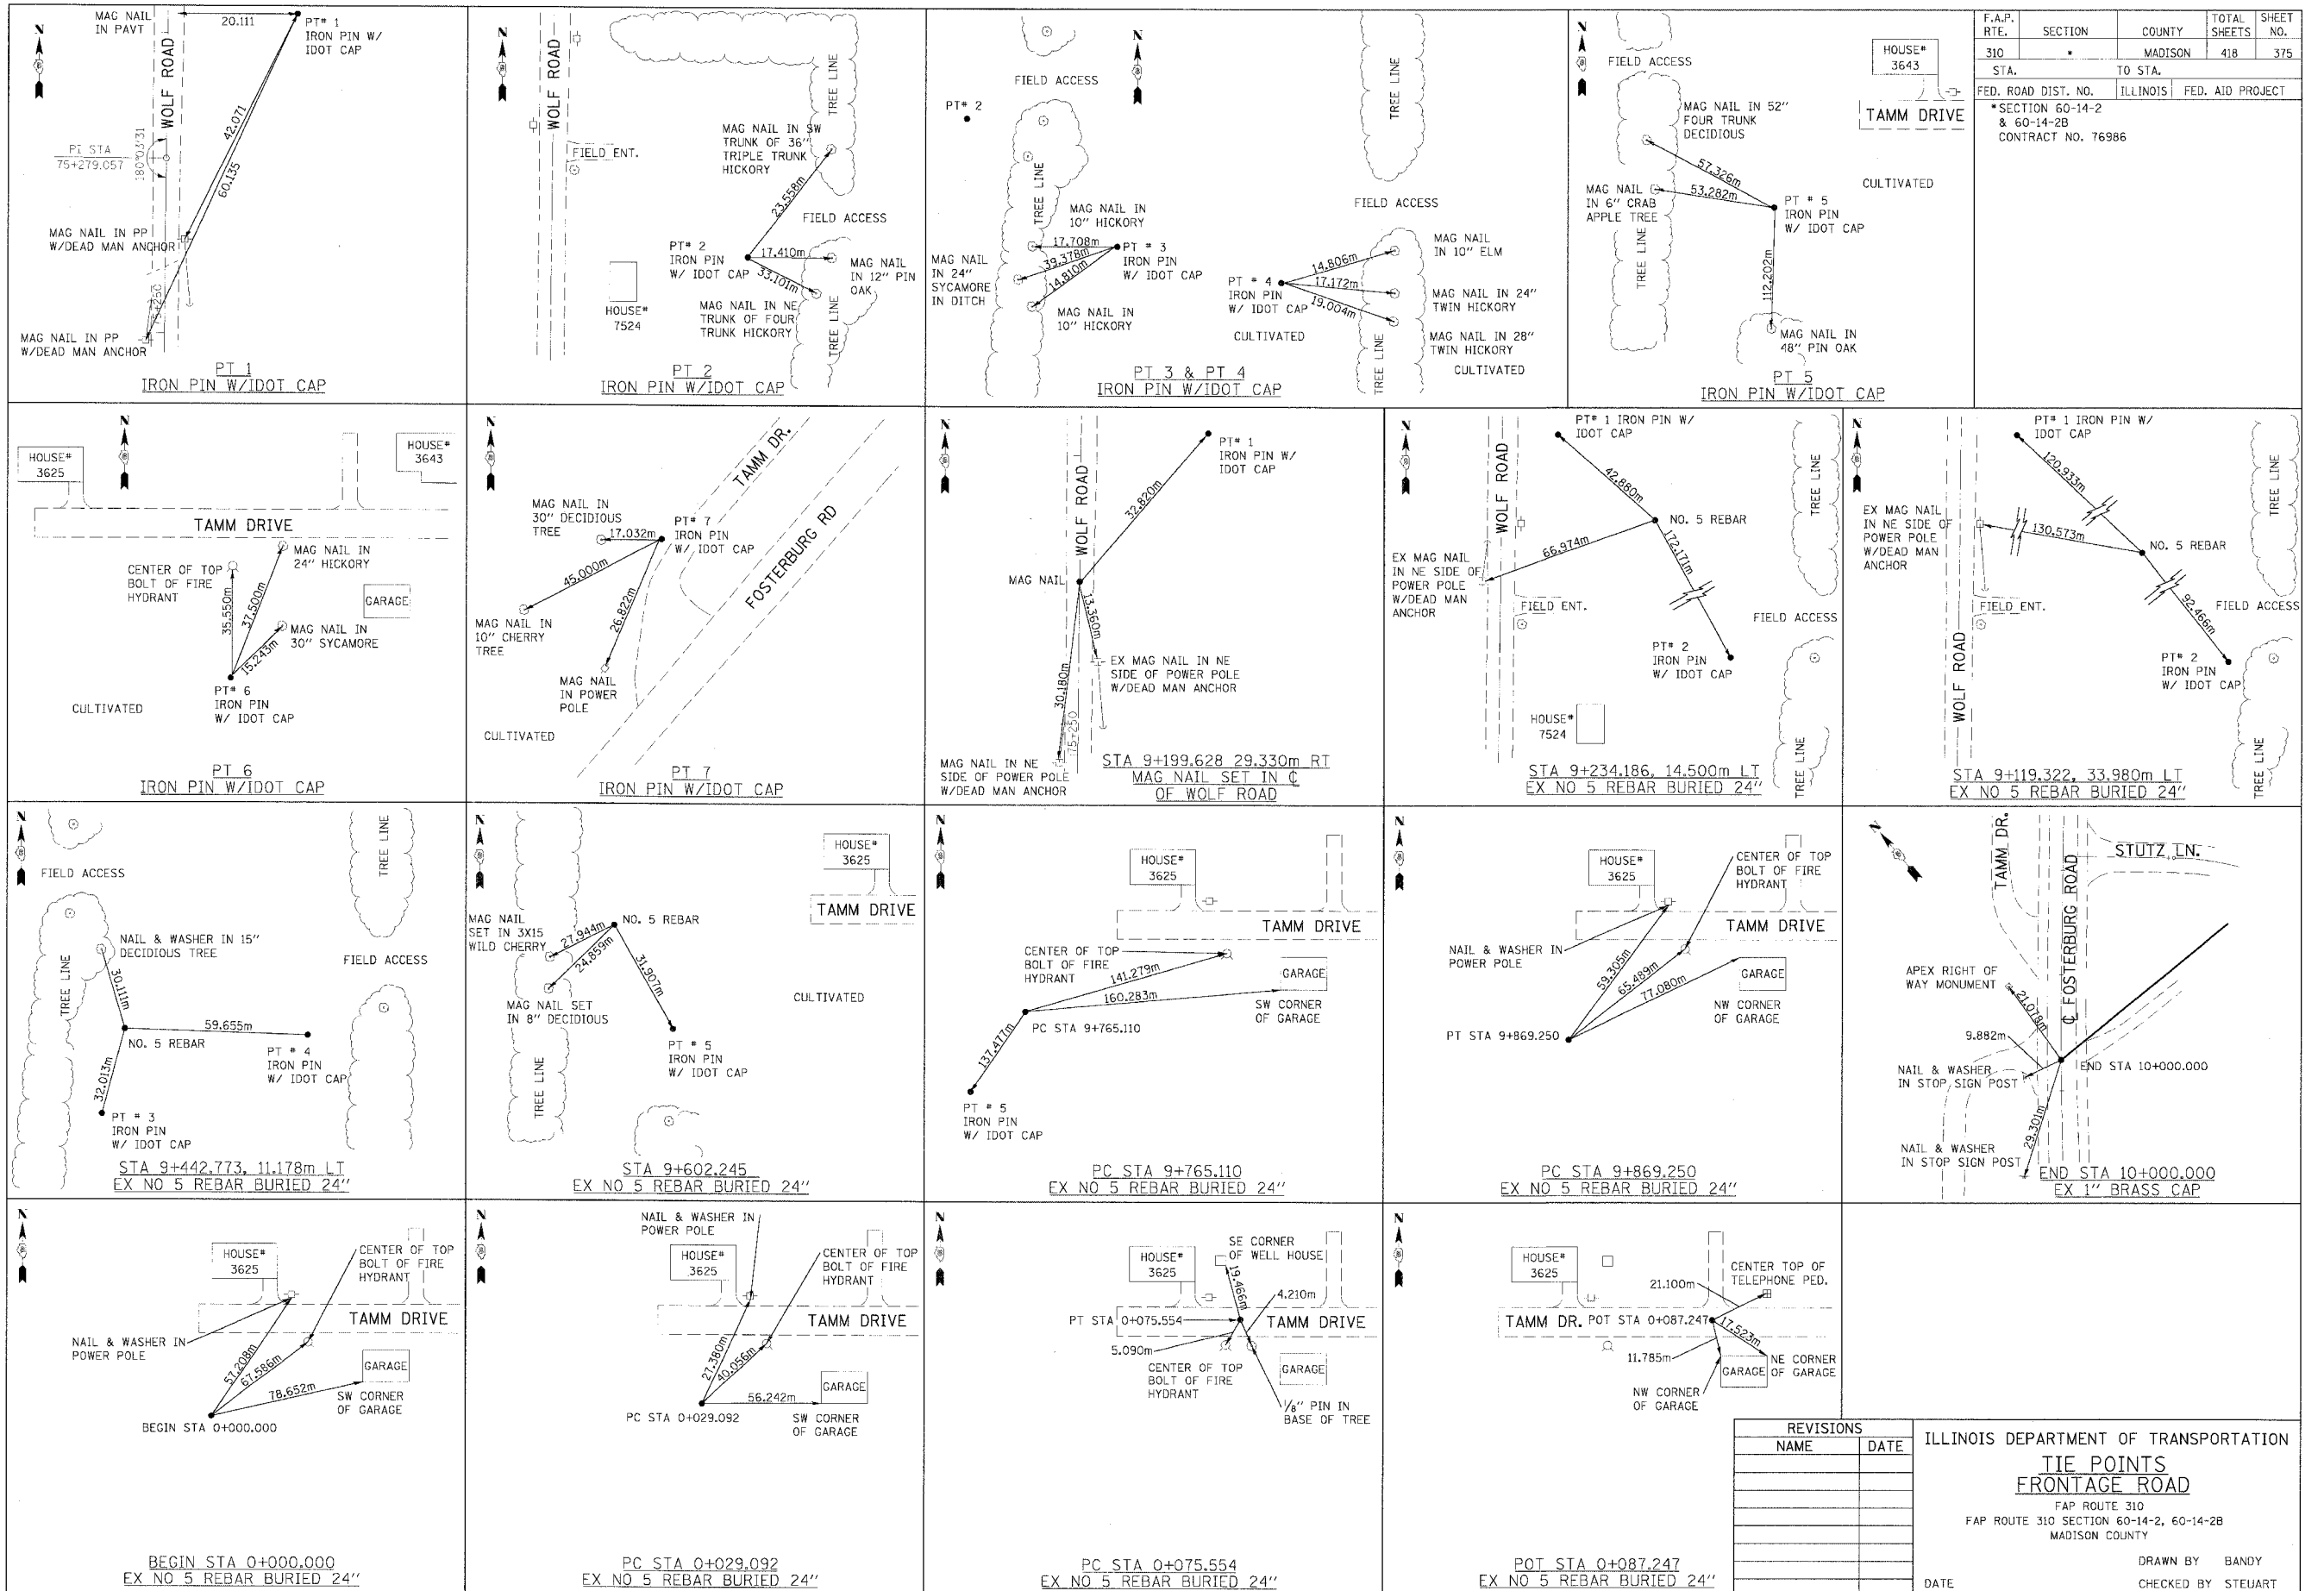 MAG NAIL
IN PAVT
20.111
PT# 1
IRON PIN W/
IDOT CAP
N
WOLF ROAD
PI STA
75+279.057
42.071
60.135
MAG NAIL IN PP
W/DEAD MAN ANCHOR
75+250
MAG NAIL IN PP
W/DEAD MAN ANCHOR
PT 1
IRON PIN W/IDOT CAP
N
WOLF ROAD
FIELD ENT.
TREE LINE
MAG NAIL IN SW
TRUNK OF 36"
TRIPLE TRUNK
HICKORY
23.558m
FIELD ACCESS
PT# 2
IRON PIN
W/ IDOT CAP
17.410m
33.101m
MAG NAIL
IN 12" PIN
OAK
MAG NAIL IN NE
TRUNK OF FOUR
TRUNK HICKORY
HOUSE#
7524
TREE LINE
PT 2
IRON PIN W/IDOT CAP
N
FIELD ACCESS
PT# 2
TREE LINE
TREE LINE
MAG NAIL IN
10" HICKORY
17.708m
39.378m
14.810m
PT # 3
IRON PIN
W/ IDOT CAP
MAG NAIL
IN 24"
SYCAMORE
IN DITCH
MAG NAIL IN
10" HICKORY
FIELD ACCESS
MAG NAIL
IN 10" ELM
14.806m
17.172m
19.004m
PT # 4
IRON PIN
W/ IDOT CAP
MAG NAIL IN 24"
TWIN HICKORY
CULTIVATED
TREE LINE
MAG NAIL IN 28"
TWIN HICKORY
CULTIVATED
PT 3 & PT 4
IRON PIN W/IDOT CAP
N
FIELD ACCESS
HOUSE#
3643
TAMM DRIVE
MAG NAIL IN 52"
FOUR TRUNK
DECIDIOUS
57.326m
53.282m
MAG NAIL
IN 6" CRAB
APPLE TREE
PT # 5
IRON PIN
W/ IDOT CAP
CULTIVATED
TREE LINE
112.202m
MAG NAIL IN
48" PIN OAK
PT 5
IRON PIN W/IDOT CAP
F.A.P. RTE. SECTION COUNTY TOTAL SHEETS SHEET NO.
310 * MADISON 418 375
STA. TO STA.
FED. ROAD DIST. NO. ILLINOIS FED. AID PROJECT
*SECTION 60-14-2
& 60-14-2B
CONTRACT NO. 76986
N
HOUSE#
3625
HOUSE#
3643
TAMM DRIVE
CENTER OF TOP
BOLT OF FIRE
HYDRANT
MAG NAIL IN
24" HICKORY
GARAGE
35.550m
37.500m
15.243m
MAG NAIL IN
30" SYCAMORE
PT# 6
IRON PIN
W/ IDOT CAP
CULTIVATED
PT 6
IRON PIN W/IDOT CAP
N
TAMM DR.
FOSTERBURG RD
MAG NAIL IN
30" DECIDIOUS
TREE
17.032m
PT# 7
IRON PIN
W/ IDOT CAP
45.000m
26.822m
MAG NAIL IN
10" CHERRY
TREE
MAG NAIL
IN POWER
POLE
CULTIVATED
PT 7
IRON PIN W/IDOT CAP
N
WOLF ROAD
PT# 1
IRON PIN W/
IDOT CAP
32.820m
MAG NAIL
13.360m
30.180m
EX MAG NAIL IN NE
SIDE OF POWER POLE
W/DEAD MAN ANCHOR
75+250
MAG NAIL IN NE
SIDE OF POWER POLE
W/DEAD MAN ANCHOR
STA 9+199.628 29.330m RT
MAG NAIL SET IN ℄
OF WOLF ROAD
N
PT# 1 IRON PIN W/
IDOT CAP
WOLF ROAD
42.880m
NO. 5 REBAR
TREE LINE
66.974m
172.171m
EX MAG NAIL
IN NE SIDE OF
POWER POLE
W/DEAD MAN
ANCHOR
FIELD ENT.
FIELD ACCESS
PT# 2
IRON PIN
W/ IDOT CAP
HOUSE#
7524
TREE LINE
STA 9+234.186, 14.500m LT
EX NO 5 REBAR BURIED 24"
N
PT# 1 IRON PIN W/
IDOT CAP
120.933m
TREE LINE
EX MAG NAIL
IN NE SIDE OF
POWER POLE
W/DEAD MAN
ANCHOR
130.573m
NO. 5 REBAR
92.466m
FIELD ENT.
FIELD ACCESS
WOLF ROAD
PT# 2
IRON PIN
W/ IDOT CAP
TREE LINE
STA 9+119.322, 33.980m LT
EX NO 5 REBAR BURIED 24"
N
FIELD ACCESS
TREE LINE
NAIL & WASHER IN 15"
DECIDIOUS TREE
TREE LINE
30.111m
FIELD ACCESS
59.655m
NO. 5 REBAR
32.013m
PT # 4
IRON PIN
W/ IDOT CAP
PT # 3
IRON PIN
W/ IDOT CAP
STA 9+442.773, 11.178m LT
EX NO 5 REBAR BURIED 24"
N
HOUSE#
3625
TAMM DRIVE
MAG NAIL
SET IN 3X15
WILD CHERRY
NO. 5 REBAR
27.944m
24.859m
31.907m
MAG NAIL SET
IN 8" DECIDIOUS
CULTIVATED
TREE LINE
PT # 5
IRON PIN
W/ IDOT CAP
STA 9+602.245
EX NO 5 REBAR BURIED 24"
N
HOUSE#
3625
TAMM DRIVE
CENTER OF TOP
BOLT OF FIRE
HYDRANT
141.279m
160.283m
GARAGE
SW CORNER
OF GARAGE
PC STA 9+765.110
137.477m
PT # 5
IRON PIN
W/ IDOT CAP
PC STA 9+765.110
EX NO 5 REBAR BURIED 24"
N
HOUSE#
3625
CENTER OF TOP
BOLT OF FIRE
HYDRANT
TAMM DRIVE
NAIL & WASHER IN
POWER POLE
59.305m
65.489m
77.080m
GARAGE
NW CORNER
OF GARAGE
PT STA 9+869.250
PC STA 9+869.250
EX NO 5 REBAR BURIED 24"
TAMM DR.
STUTZ LN.
℄ FOSTERBURG ROAD
APEX RIGHT OF
WAY MONUMENT
21.078m
9.882m
NAIL & WASHER
IN STOP SIGN POST
END STA 10+000.000
29.301m
NAIL & WASHER
IN STOP SIGN POST
END STA 10+000.000
EX 1" BRASS CAP
N
HOUSE#
3625
CENTER OF TOP
BOLT OF FIRE
HYDRANT
TAMM DRIVE
NAIL & WASHER IN
POWER POLE
57.208m
67.586m
78.652m
GARAGE
SW CORNER
OF GARAGE
BEGIN STA 0+000.000
BEGIN STA 0+000.000
EX NO 5 REBAR BURIED 24"
N
NAIL & WASHER IN
POWER POLE
HOUSE#
3625
CENTER OF TOP
BOLT OF FIRE
HYDRANT
TAMM DRIVE
27.380m
40.056m
56.242m
GARAGE
PC STA 0+029.092
SW CORNER
OF GARAGE
PC STA 0+029.092
EX NO 5 REBAR BURIED 24"
N
SE CORNER
OF WELL HOUSE
HOUSE#
3625
19.466m
4.210m
PT STA 0+075.554
TAMM DRIVE
5.090m
CENTER OF TOP
BOLT OF FIRE
HYDRANT
GARAGE
1/8" PIN IN
BASE OF TREE
PC STA 0+075.554
EX NO 5 REBAR BURIED 24"
N
HOUSE#
3625
CENTER TOP OF
TELEPHONE PED.
21.100m
TAMM DR. POT STA 0+087.247
17.523m
11.785m
GARAGE
NE CORNER
OF GARAGE
NW CORNER
OF GARAGE
POT STA 0+087.247
EX NO 5 REBAR BURIED 24"
REVISIONS
NAME DATE
ILLINOIS DEPARTMENT OF TRANSPORTATION
TIE POINTS
FRONTAGE ROAD
FAP ROUTE 310
FAP ROUTE 310 SECTION 60-14-2, 60-14-2B
MADISON COUNTY
DRAWN BY BANDY
DATE CHECKED BY STEUART